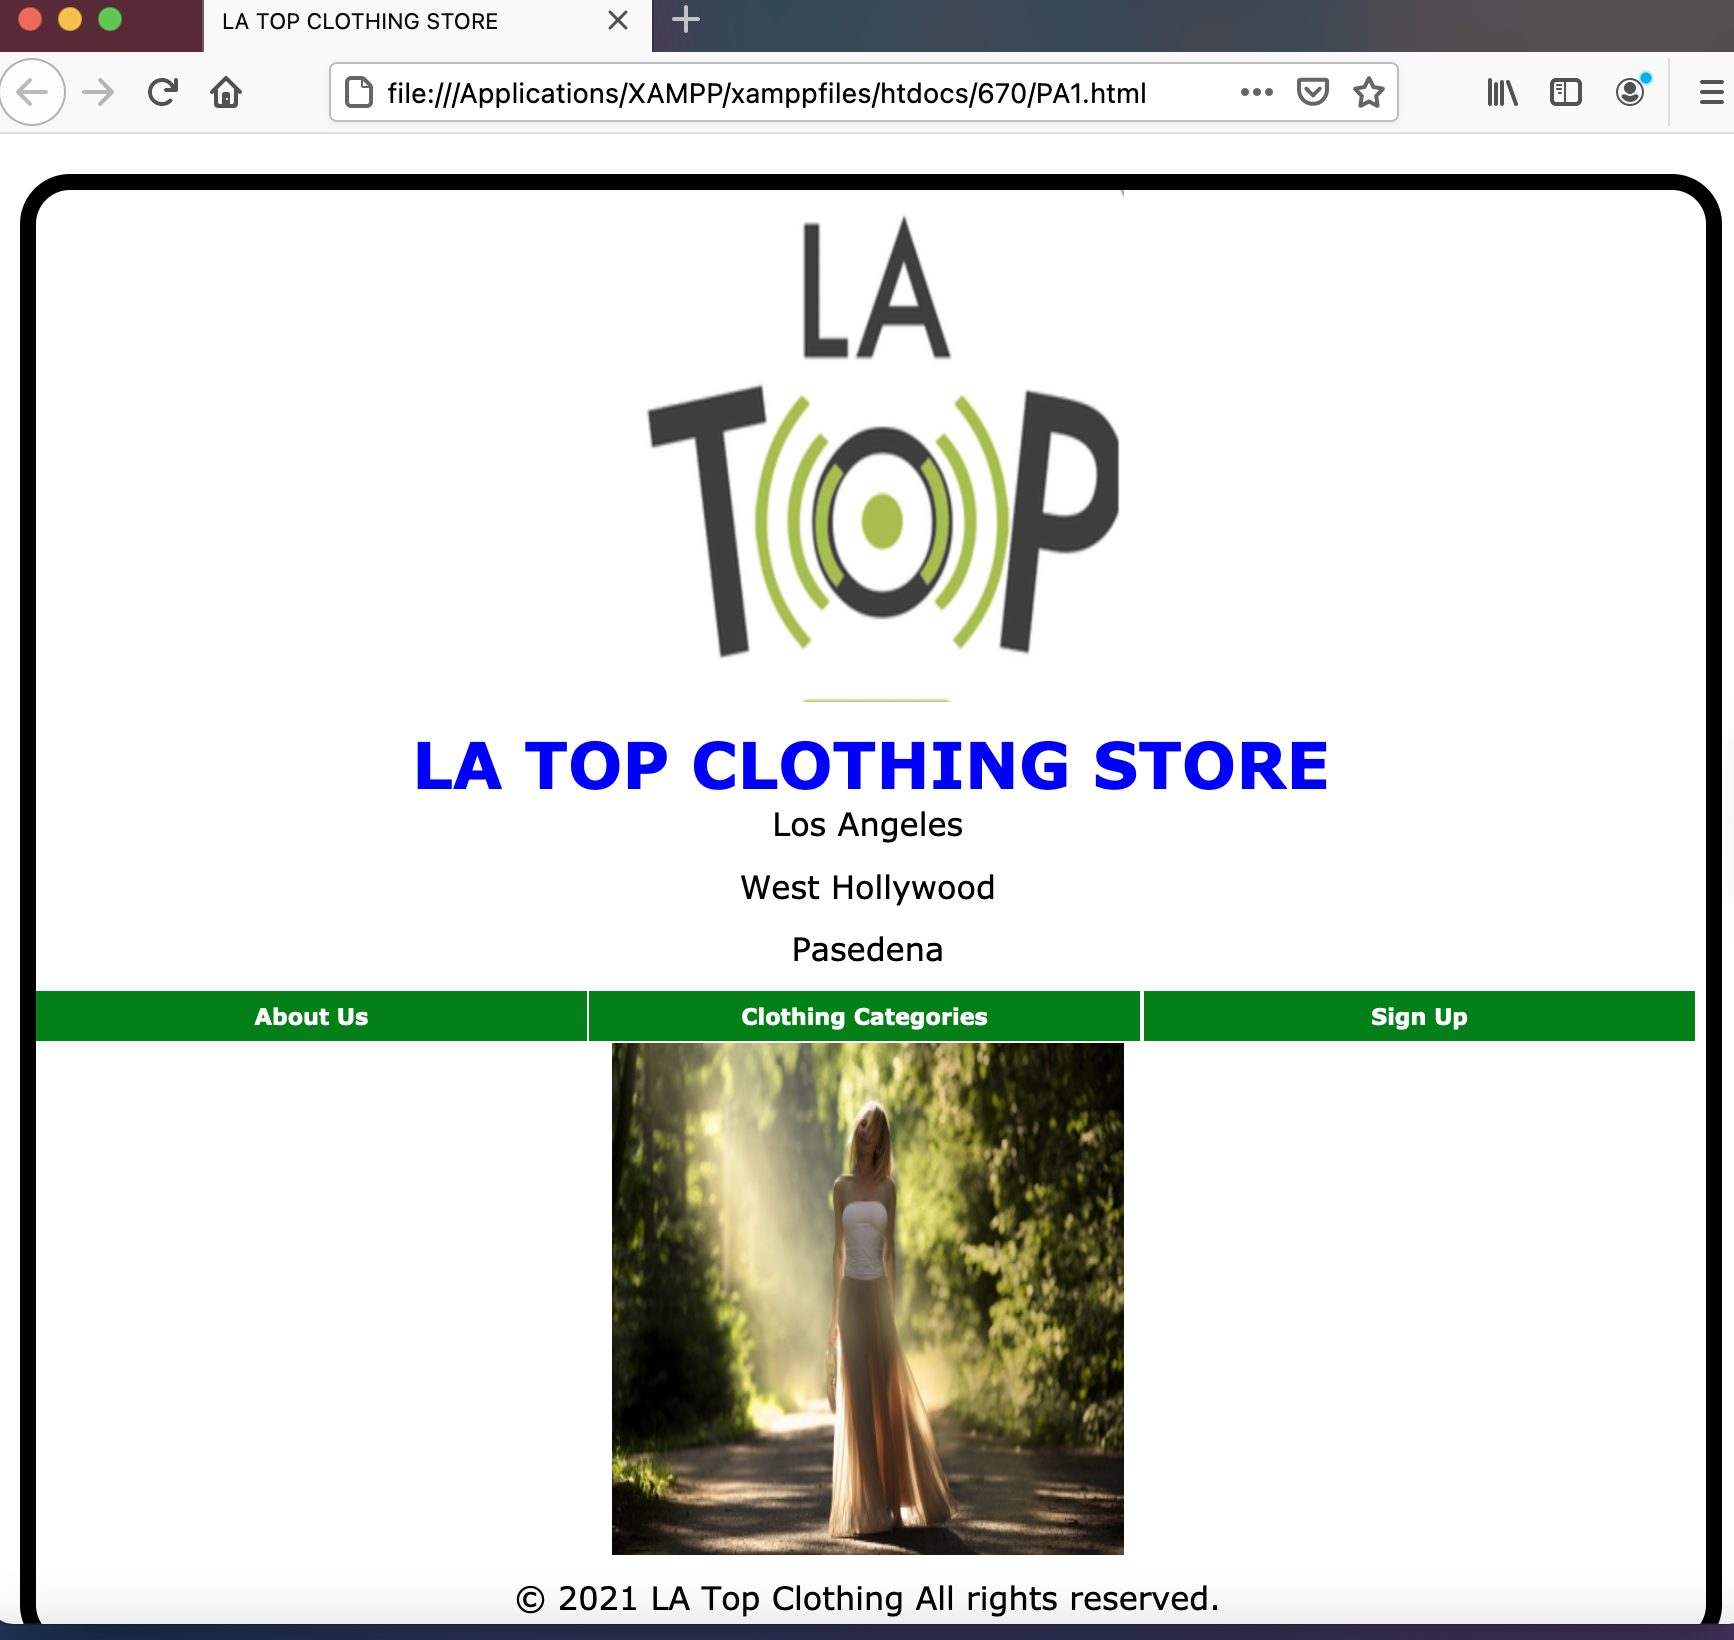 LA TOP CLOTHING STORE
file:///Applications/XAMPP/xamppfiles/htdocs/670/PA1.html
LA
TOP
LA TOP CLOTHING STORE
Los Angeles
West Hollywood
Pasedena
About Us Clothing Categories Sign Up
© 2021 LA Top Clothing All rights reserved.